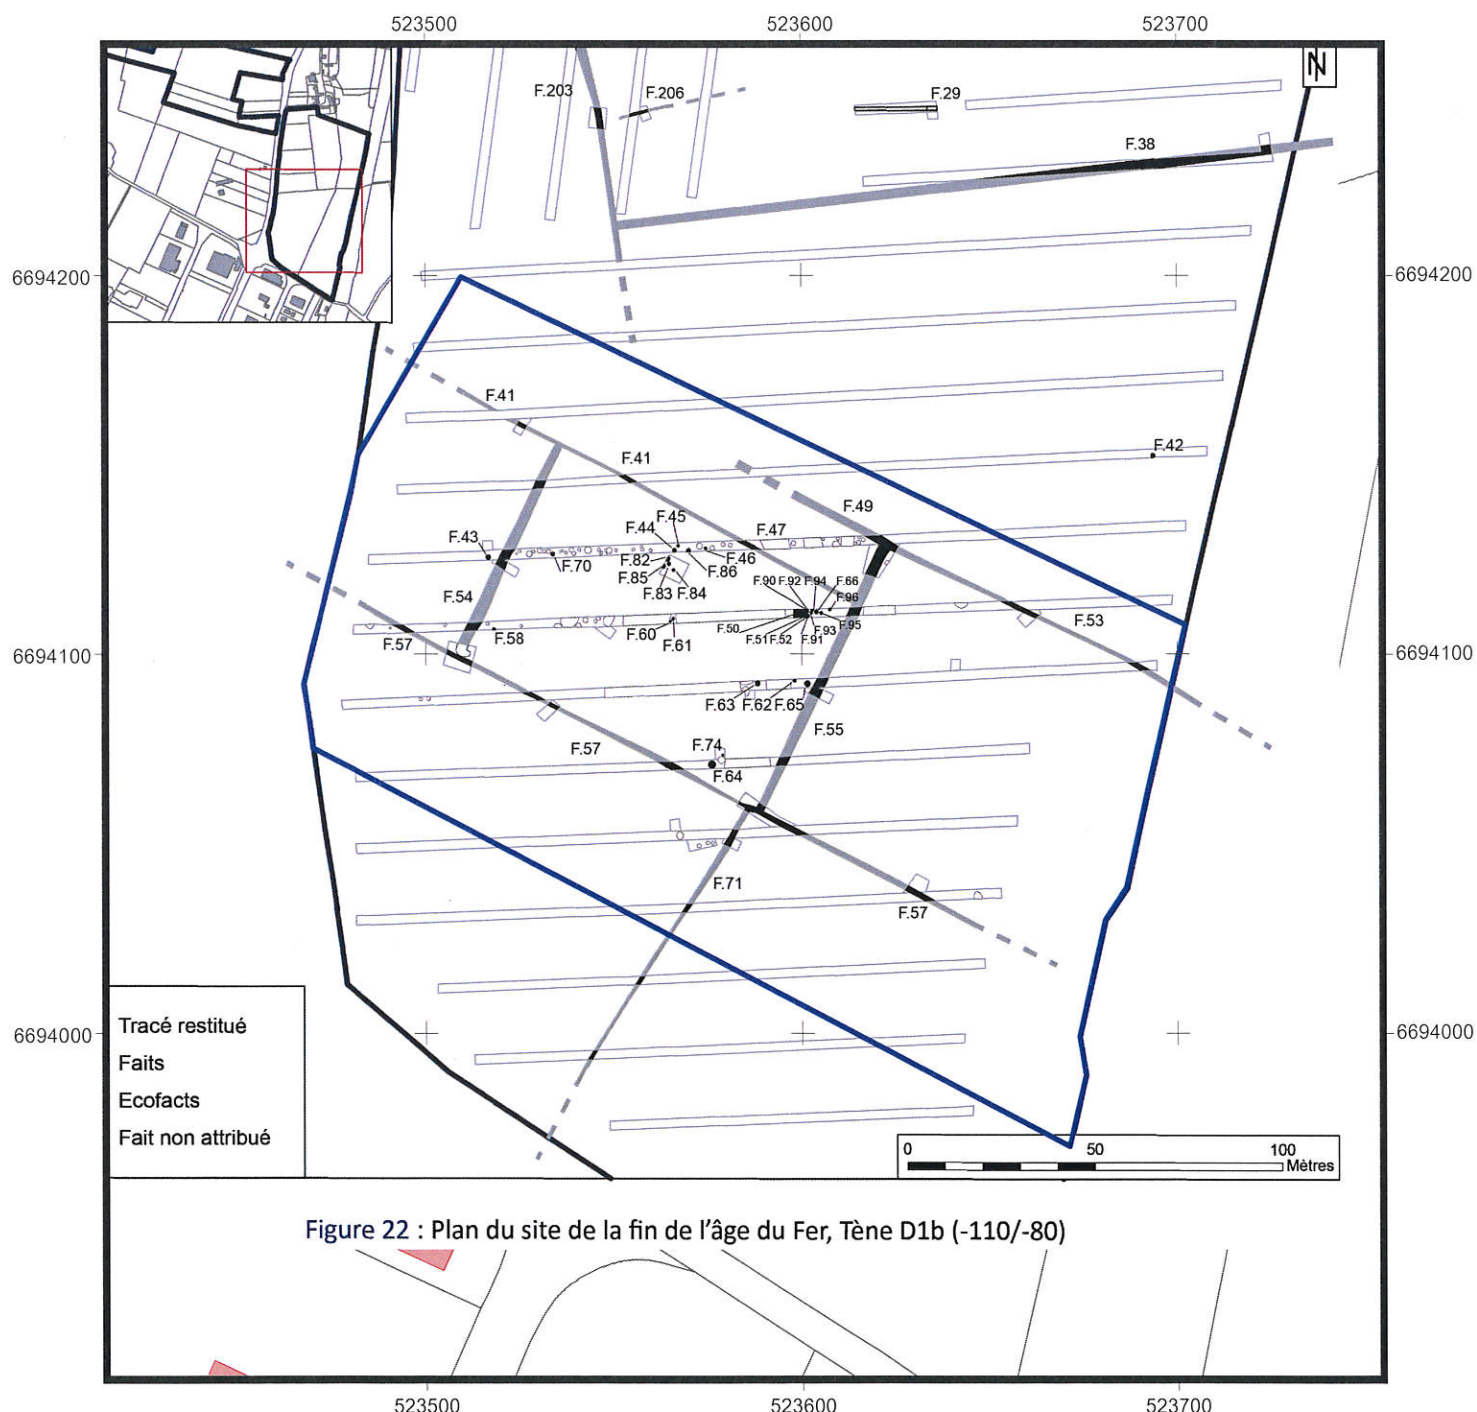 523500 523600 523700
N
F.203 F.206 F.29
F.38
6694200 6694200
F.41
F.41
F.42
F.49
F.45
F.44 F.47
F.43
F.82 F.46
F.70 F.86
F.85
F.83 F.84
F.90 F.92 F.94 F.66
F.96
F.54
F.50 F.95
F.60 F.93
F.51 F.52 F.91
F.57 F.58 F.61
F.53
6694100 6694100
F.63 F.62 F.65
F.55
F.57 F.74
F.64
F.71
F.57
Tracé restitué
6694000 6694000
Faits
Ecofacts
Fait non attribué
0 50 100
Mètres
Figure 22 : Plan du site de la fin de l’âge du Fer, Tène D1b (-110/-80)
523500 523600 523700